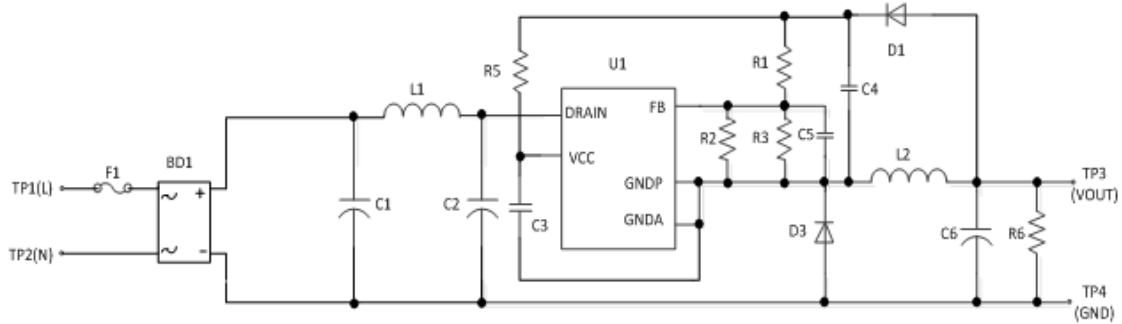 D1
R5
U1
R1
C4
L1
DRAIN
FB
R2
R3
C5
VCC
L2
F1
BD1
TP1(L)
+
GNDP
TP3
(VOUT)
C1
C2
C3
GNDA
D3
C6
R6
TP2(N)
-
TP4
(GND)